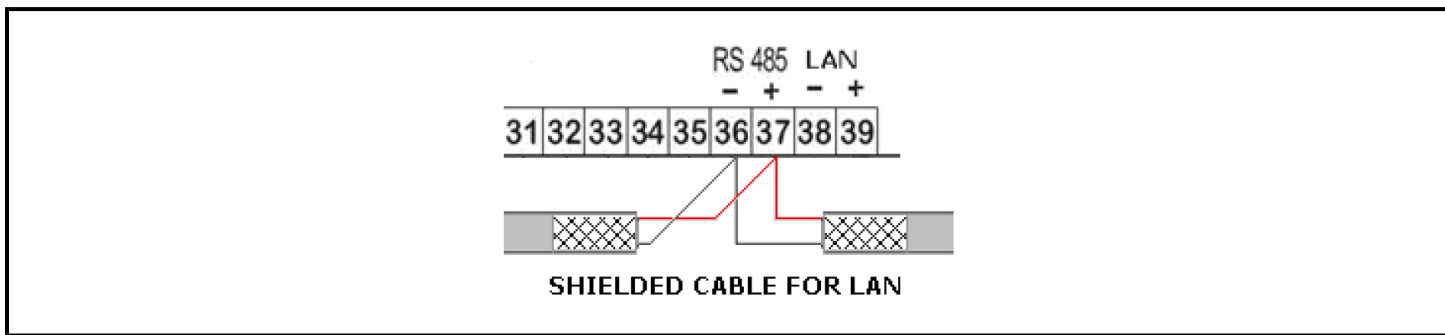 RS 485 LAN
- + - +
31 32 33 34 35 36 37 38 39
SHIELDED CABLE FOR LAN